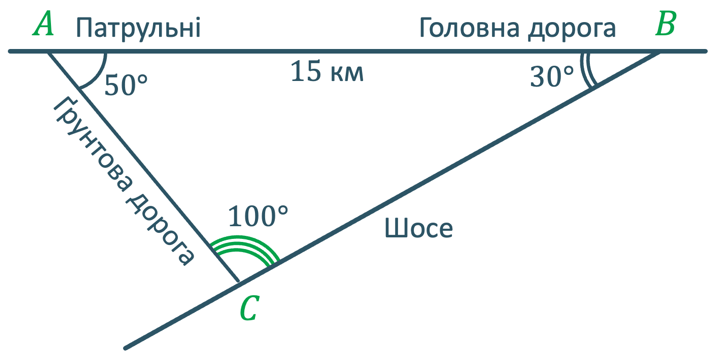 A Патрульні Головна дорога B
50° 15 км 30°
Ґрунтова дорога
100°
Шосе
C